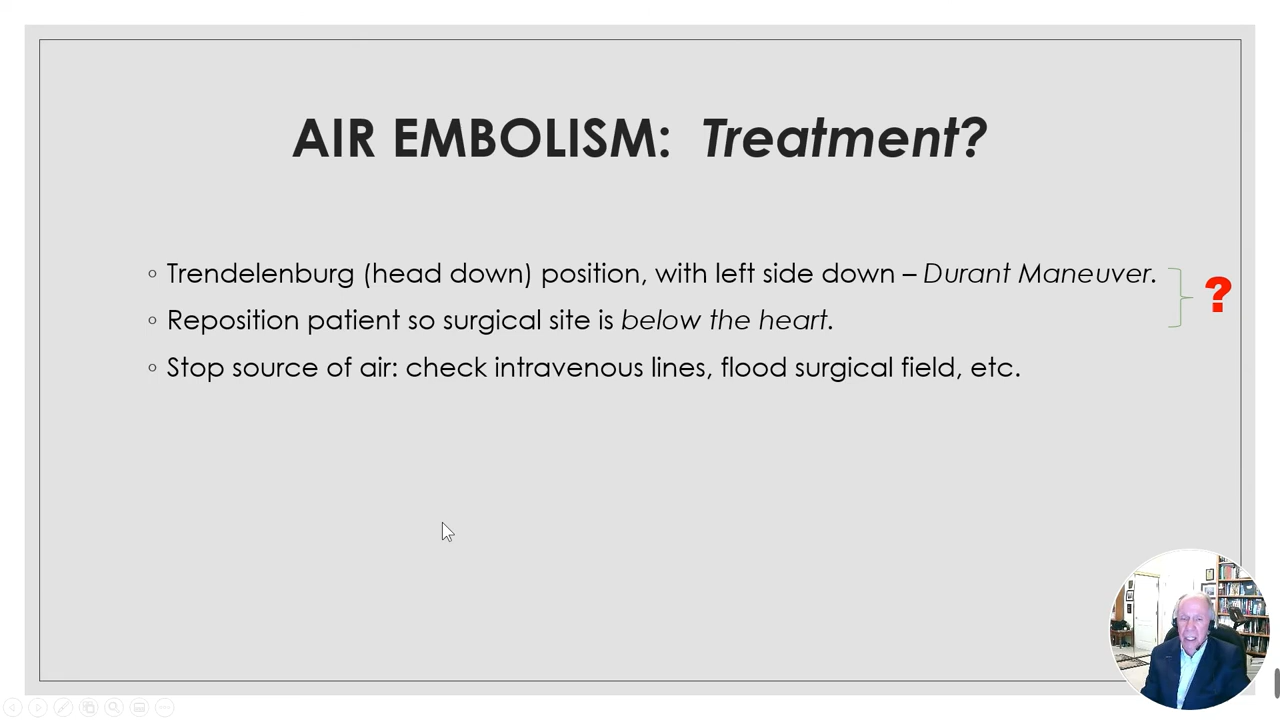 AIR EMBOLISM: Treatment?
Trendelenburg (head down) position, with left side down – Durant Maneuver.
?
Reposition patient so surgical site is below the heart.
Stop source of air: check intravenous lines, flood surgical field, etc.